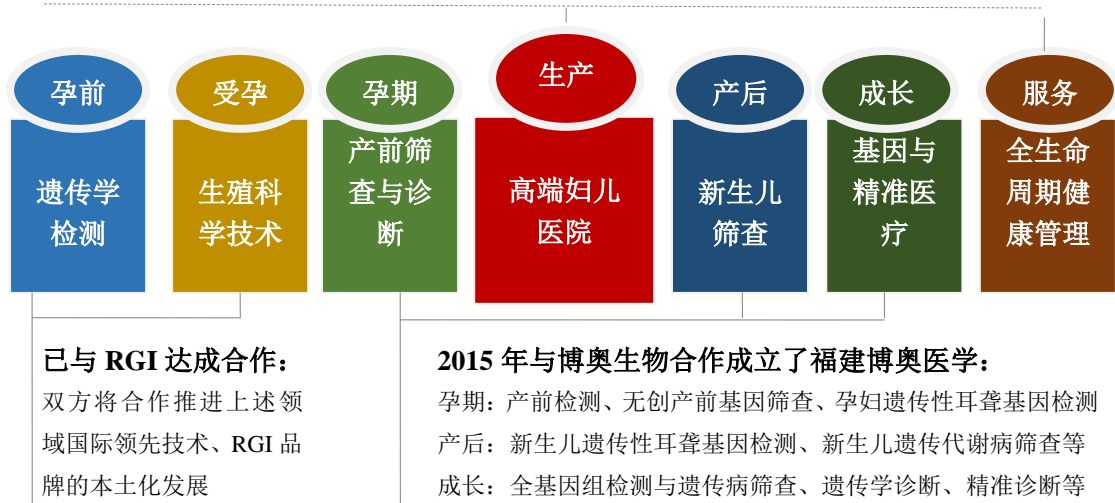 孕前
受孕
孕期
生产
产后
成长
服务
遗传学
检测
生殖科
学技术
产前筛
查与诊
断
高端妇儿
医院
新生儿
筛查
基因与
精准医
疗
全生命
周期健
康管理
已与 RGI 达成合作：
双方将合作推进上述领
域国际领先技术、RGI 品
牌的本土化发展
2015 年与博奥生物合作成立了福建博奥医学：
孕期：产前检测、无创产前基因筛查、孕妇遗传性耳聋基因检测
产后：新生儿遗传性耳聋基因检测、新生儿遗传代谢病筛查等
成长：全基因组检测与遗传病筛查、遗传学诊断、精准诊断等